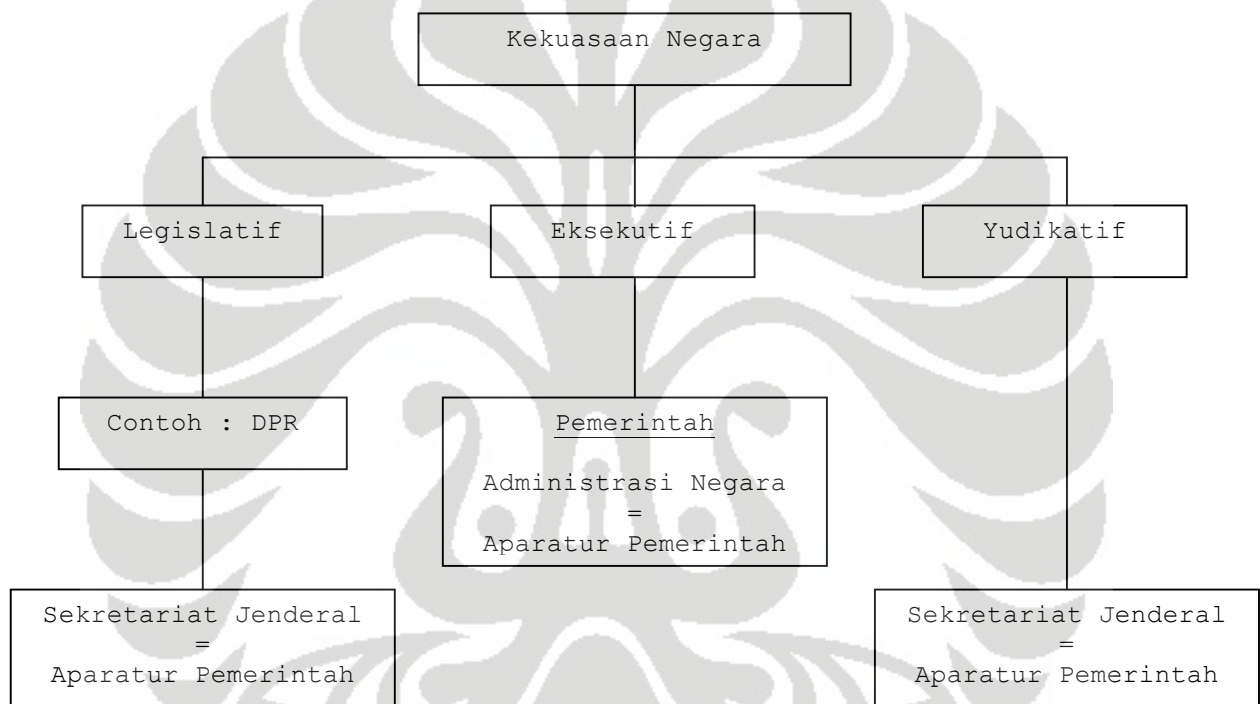 Kekuasaan Negara
Legislatif
Eksekutif
Yudikatif
Contoh : DPR
Pemerintah
Administrasi Negara
=
Aparatur Pemerintah
Sekretariat Jenderal
=
Aparatur Pemerintah
Sekretariat Jenderal
=
Aparatur Pemerintah